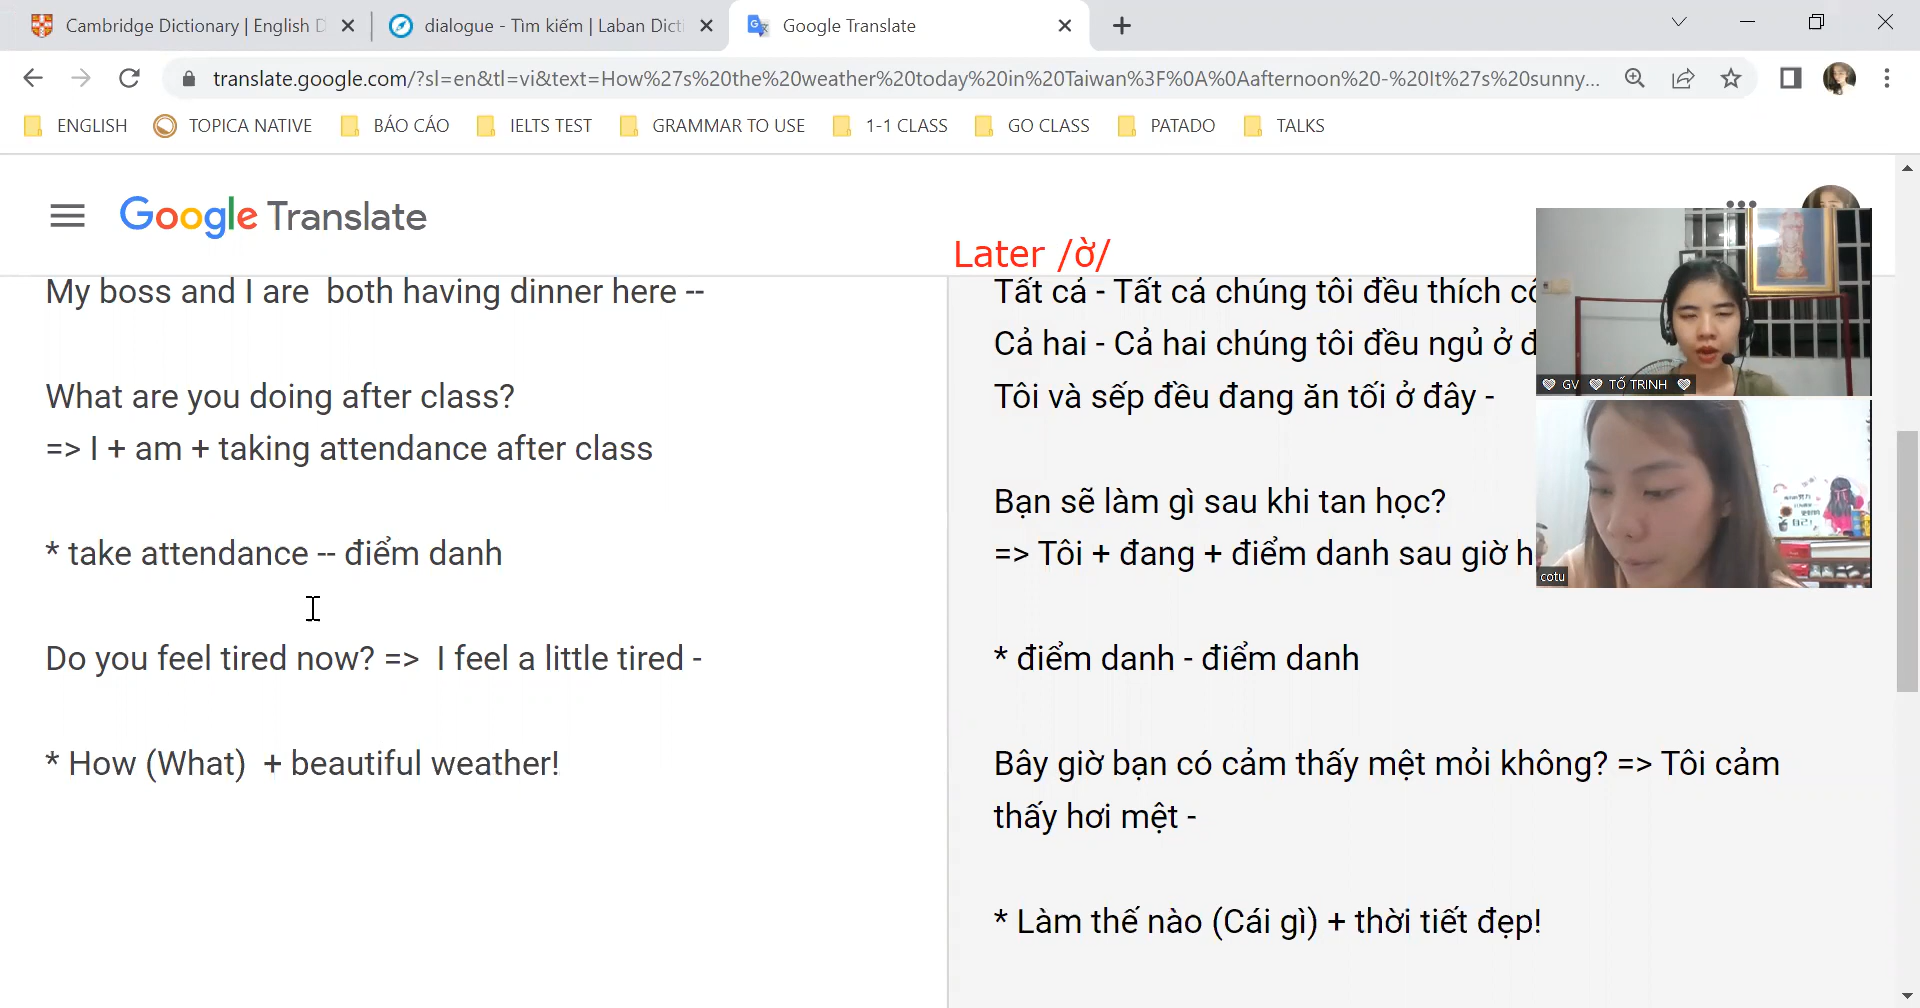 Cambridge Dictionary | English D
dialogue - Tìm kiếm | Laban Dicti
Google Translate
translate.google.com/?sl=en&tl=vi&text=How%27s%20the%20weather%20today%20in%20Taiwan%3F%0A%0Aafternoon%20-%20It%27s%20sunny...
ENGLISH
TOPICA NATIVE
BÁO CÁO
IELTS TEST
GRAMMAR TO USE
1-1 CLASS
GO CLASS
PATADO
TALKS
Google Translate
Later /ờ/
My boss and I are  both having dinner here --
What are you doing after class?
=> I + am + taking attendance after class
* take attendance -- điểm danh
Do you feel tired now? =>  I feel a little tired -
* How (What)  + beautiful weather!
Tất cả - Tất cả chúng tôi đều thích
Cả hai - Cả hai chúng tôi đều ngủ ở
Tôi và sếp đều đang ăn tối ở đây -
Bạn sẽ làm gì sau khi tan học?
=> Tôi + đang + điểm danh sau giờ h
* điểm danh - điểm danh
Bây giờ bạn có cảm thấy mệt mỏi không? => Tôi cảm
thấy hơi mệt -
* Làm thế nào (Cái gì) + thời tiết đẹp!
GV TỐ TRINH
cotu